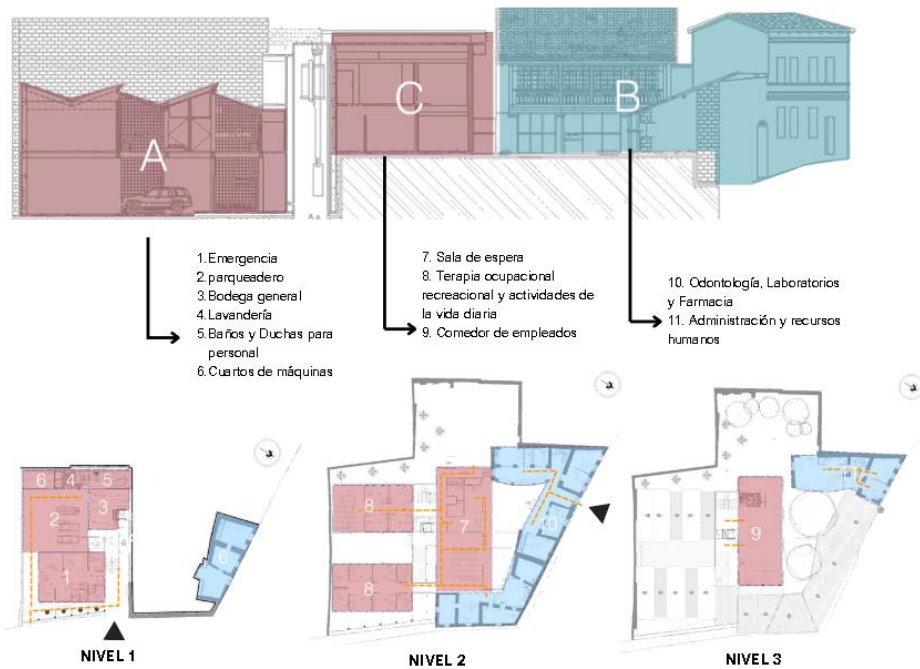 A
C
B
1.Emergencia
2.parqueadero
3.Bodega general
4.Lavandería
5.Baños y Duchas para
personal
6.Cuartos de máquinas
7. Sala de espera
8. Terapia ocupacional
recreacional y actividades de
la vida diaria
9. Comedor de empleados
10. Odontología, Laboratorios
y Farmacia
11. Administración y recursos
humanos
6
4
5
2
3
1
6
NIVEL 1
8
7
10
8
NIVEL 2
11
9
NIVEL 3